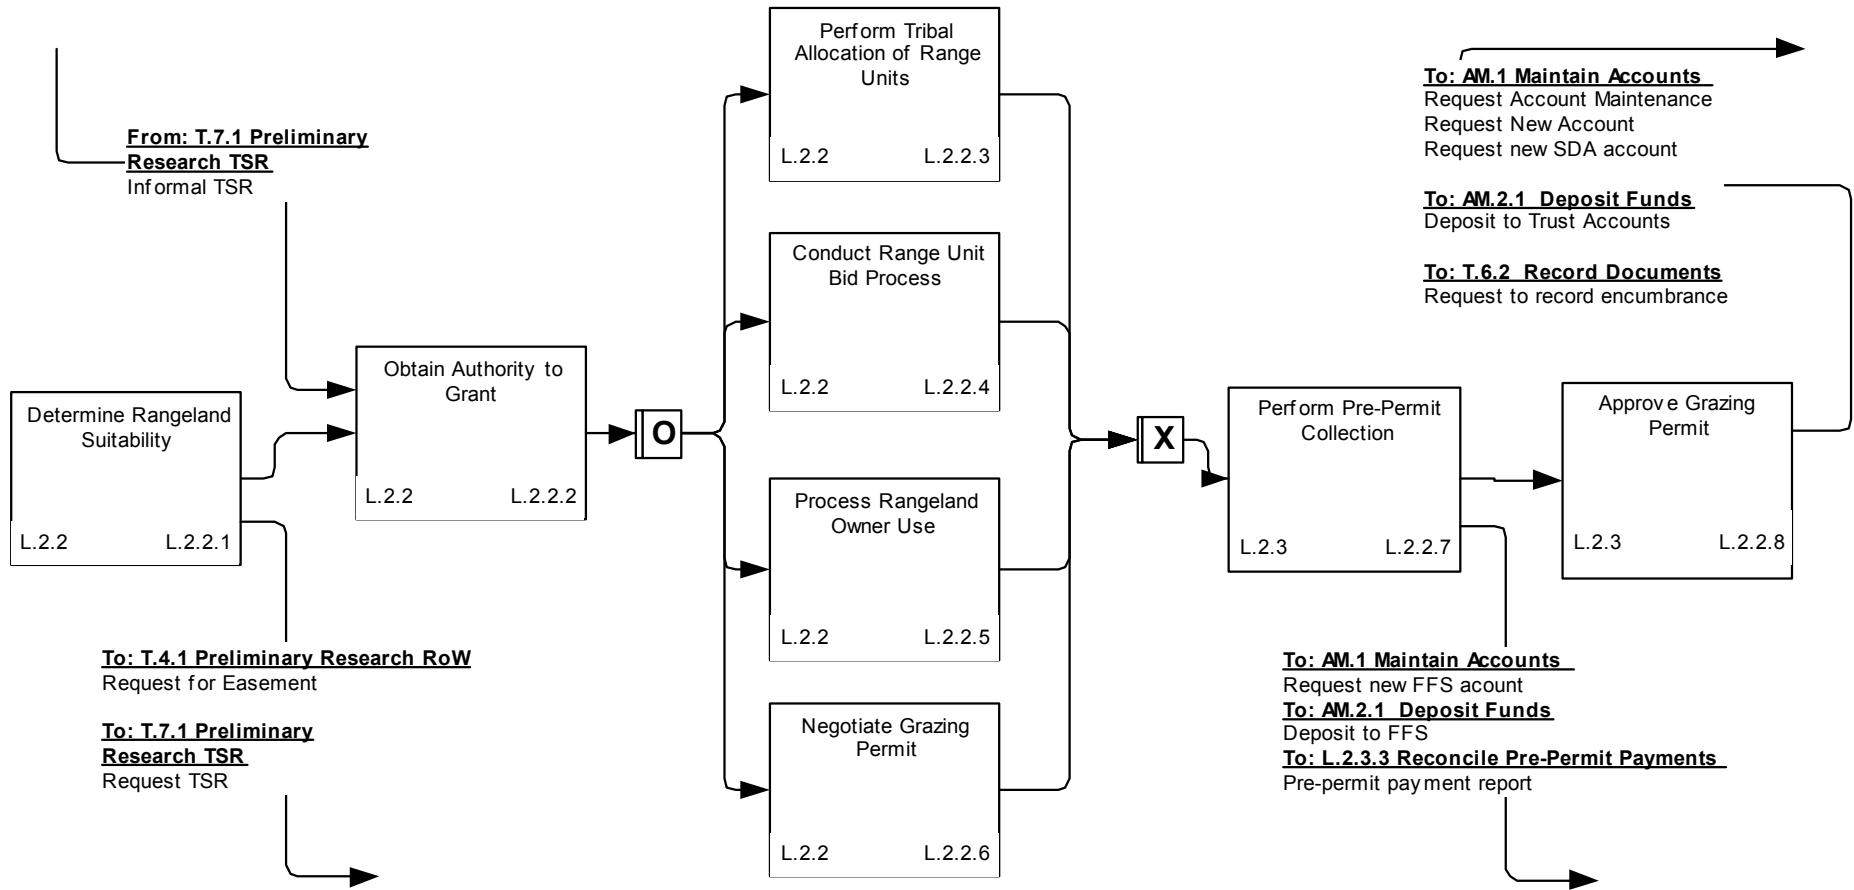 Perform Tribal
Allocation of Range
Units
L.2.2 L.2.2.3
To: AM.1 Maintain Accounts
Request Account Maintenance
Request New Account
Request new SDA account
To: AM.2.1 Deposit Funds
Deposit to Trust Accounts
To: T.6.2 Record Documents
Request to record encumbrance
From: T.7.1 Preliminary
Research TSR
Informal TSR
Conduct Range Unit
Bid Process
L.2.2 L.2.2.4
Determine Rangeland
Suitability
L.2.2 L.2.2.1
Obtain Authority to
Grant
L.2.2 L.2.2.2
O
X
Perform Pre-Permit
Collection
L.2.3 L.2.2.7
Approve Grazing
Permit
L.2.3 L.2.2.8
Process Rangeland
Owner Use
L.2.2 L.2.2.5
To: T.4.1 Preliminary Research RoW
Request for Easement
To: T.7.1 Preliminary
Research TSR
Request TSR
Negotiate Grazing
Permit
L.2.2 L.2.2.6
To: AM.1 Maintain Accounts
Request new FFS acount
To: AM.2.1 Deposit Funds
Deposit to FFS
To: L.2.3.3 Reconcile Pre-Permit Payments
Pre-permit payment report